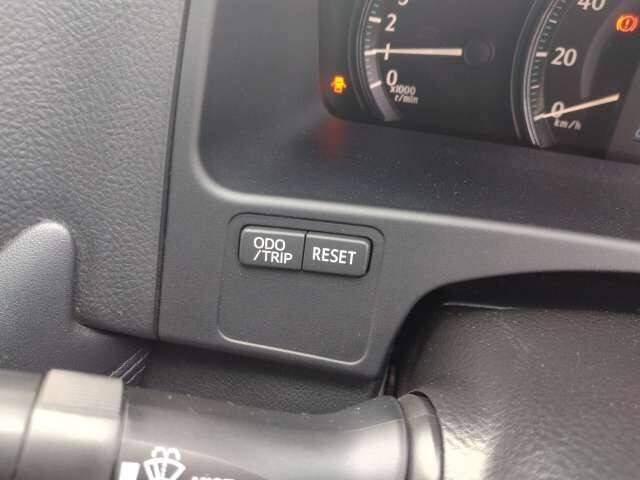 2
1
0
x1000
r/min
40
20
0
km/h
ODO
/TRIP
RESET